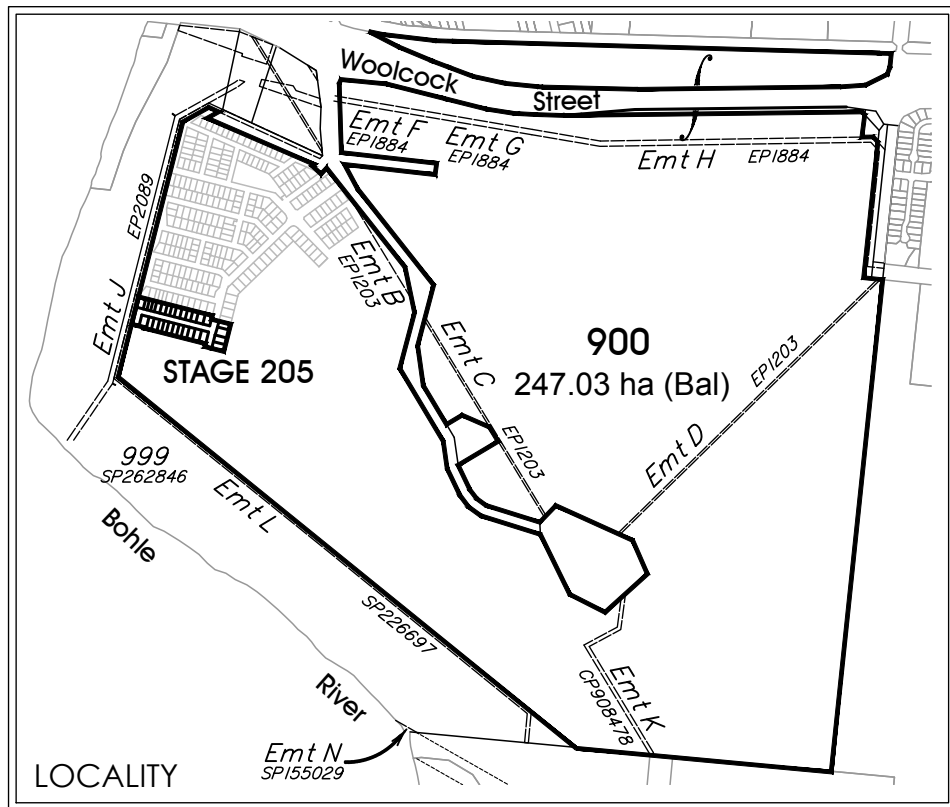 Woolcock
Street
Emt F
EP1884
Emt G
EP1884
Emt H
EP1884
EP2089
Emt J
Emt B
EP1203
Emt C
EP1203
900
247.03 ha (Bal)
EP1203
Emt D
STAGE 205
999
SP262846
Emt L
SP226697
Bohle
River
Emt K
CP908478
Emt N
SP155029
LOCALITY